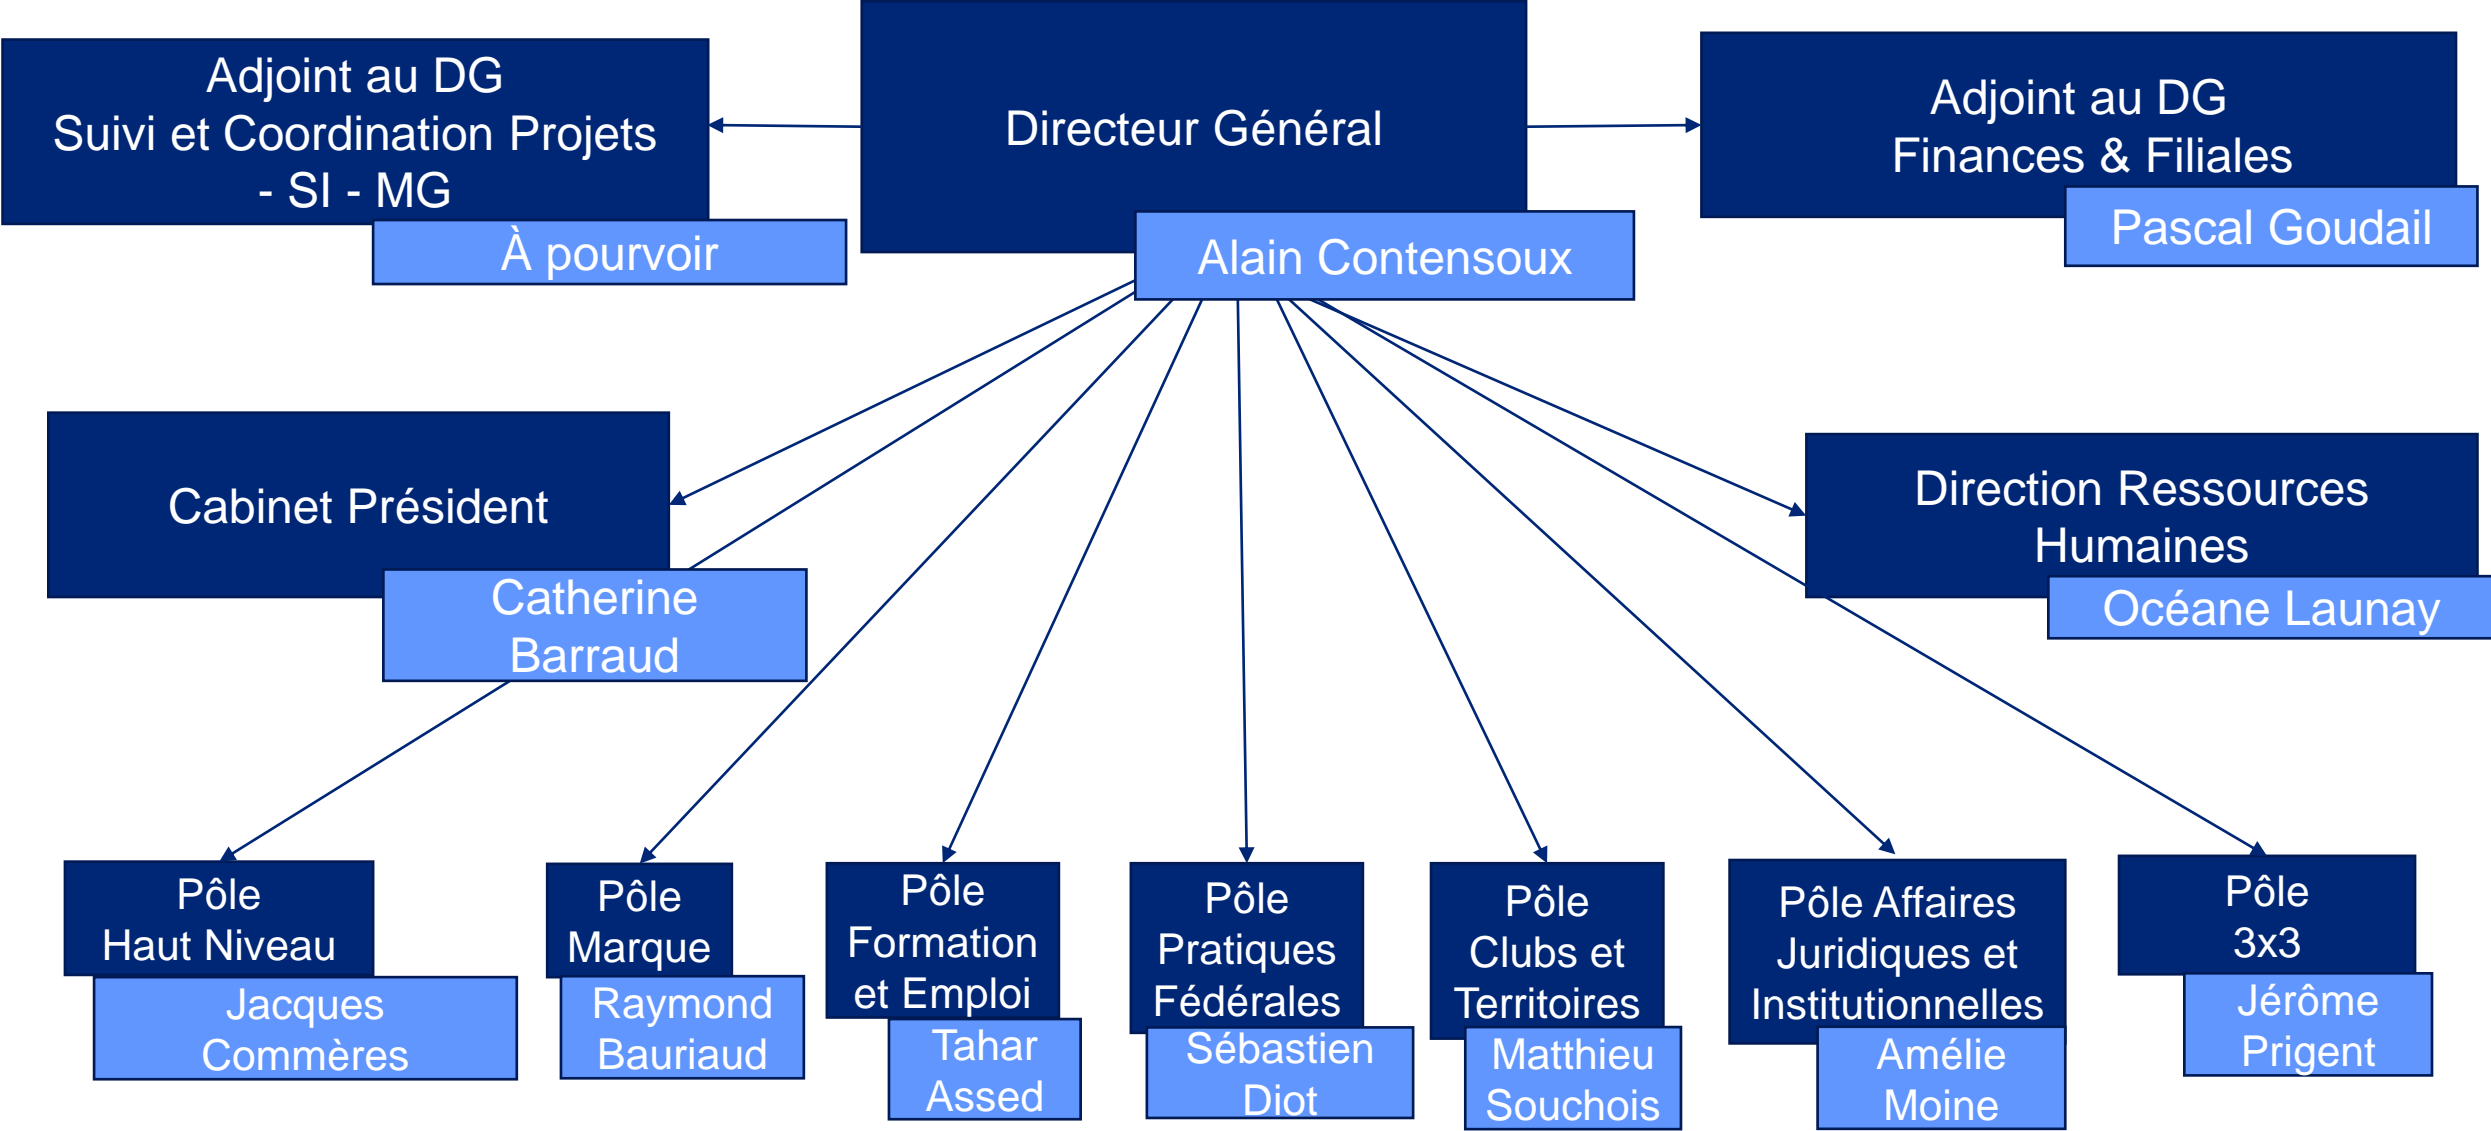 Adjoint au DG
Suivi et Coordination Projets
- SI - MG
À pourvoir
Directeur Général
Alain Contensoux
Adjoint au DG
Finances & Filiales
Pascal Goudail
Cabinet Président
Catherine
Barraud
Direction Ressources
Humaines
Océane Launay
Pôle
Haut Niveau
Jacques
Commères
Pôle
Marque
Raymond
Bauriaud
Pôle
Formation
et Emploi
Tahar
Assed
Pôle
Pratiques
Fédérales
Sébastien
Diot
Pôle
Clubs et
Territoires
Matthieu
Souchois
Pôle Affaires
Juridiques et
Institutionnelles
Amélie
Moine
Pôle
3x3
Jérôme
Prigent